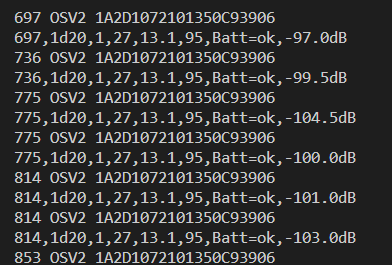 697 OSV2 1A2D1072101350C93906
697,1d20,1,27,13.1,95,Batt=ok,-97.0dB
736 OSV2 1A2D1072101350C93906
736,1d20,1,27,13.1,95,Batt=ok,-99.5dB
775 OSV2 1A2D1072101350C93906
775,1d20,1,27,13.1,95,Batt=ok,-104.5dB
775 OSV2 1A2D1072101350C93906
775,1d20,1,27,13.1,95,Batt=ok,-100.0dB
814 OSV2 1A2D1072101350C93906
814,1d20,1,27,13.1,95,Batt=ok,-101.0dB
814 OSV2 1A2D1072101350C93906
814,1d20,1,27,13.1,95,Batt=ok,-103.0dB
853 OSV2 1A2D1072101350C93906